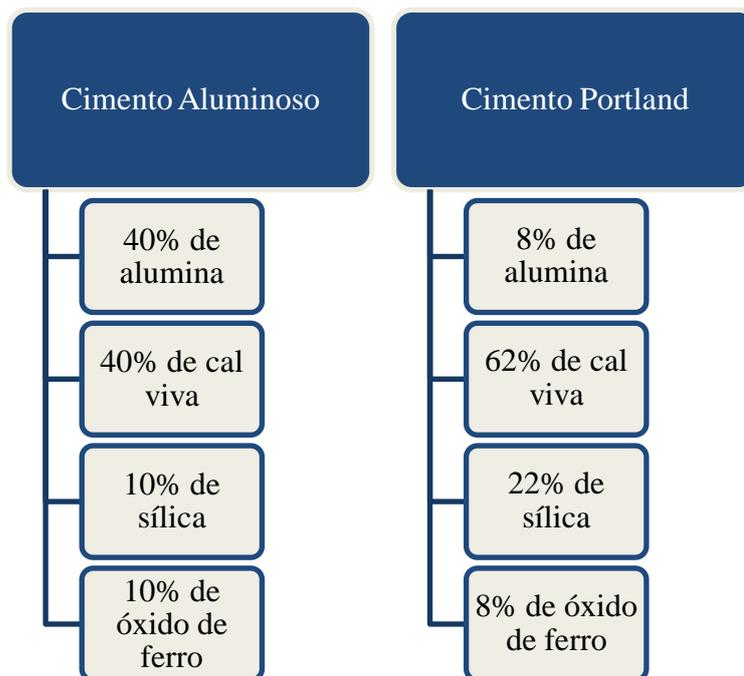 Cimento Aluminoso
40% de
alumina
40% de cal
viva
10% de
sílica
10% de
óxido de
ferro
Cimento Portland
8% de
alumina
62% de cal
viva
22% de
sílica
8% de óxido
de ferro